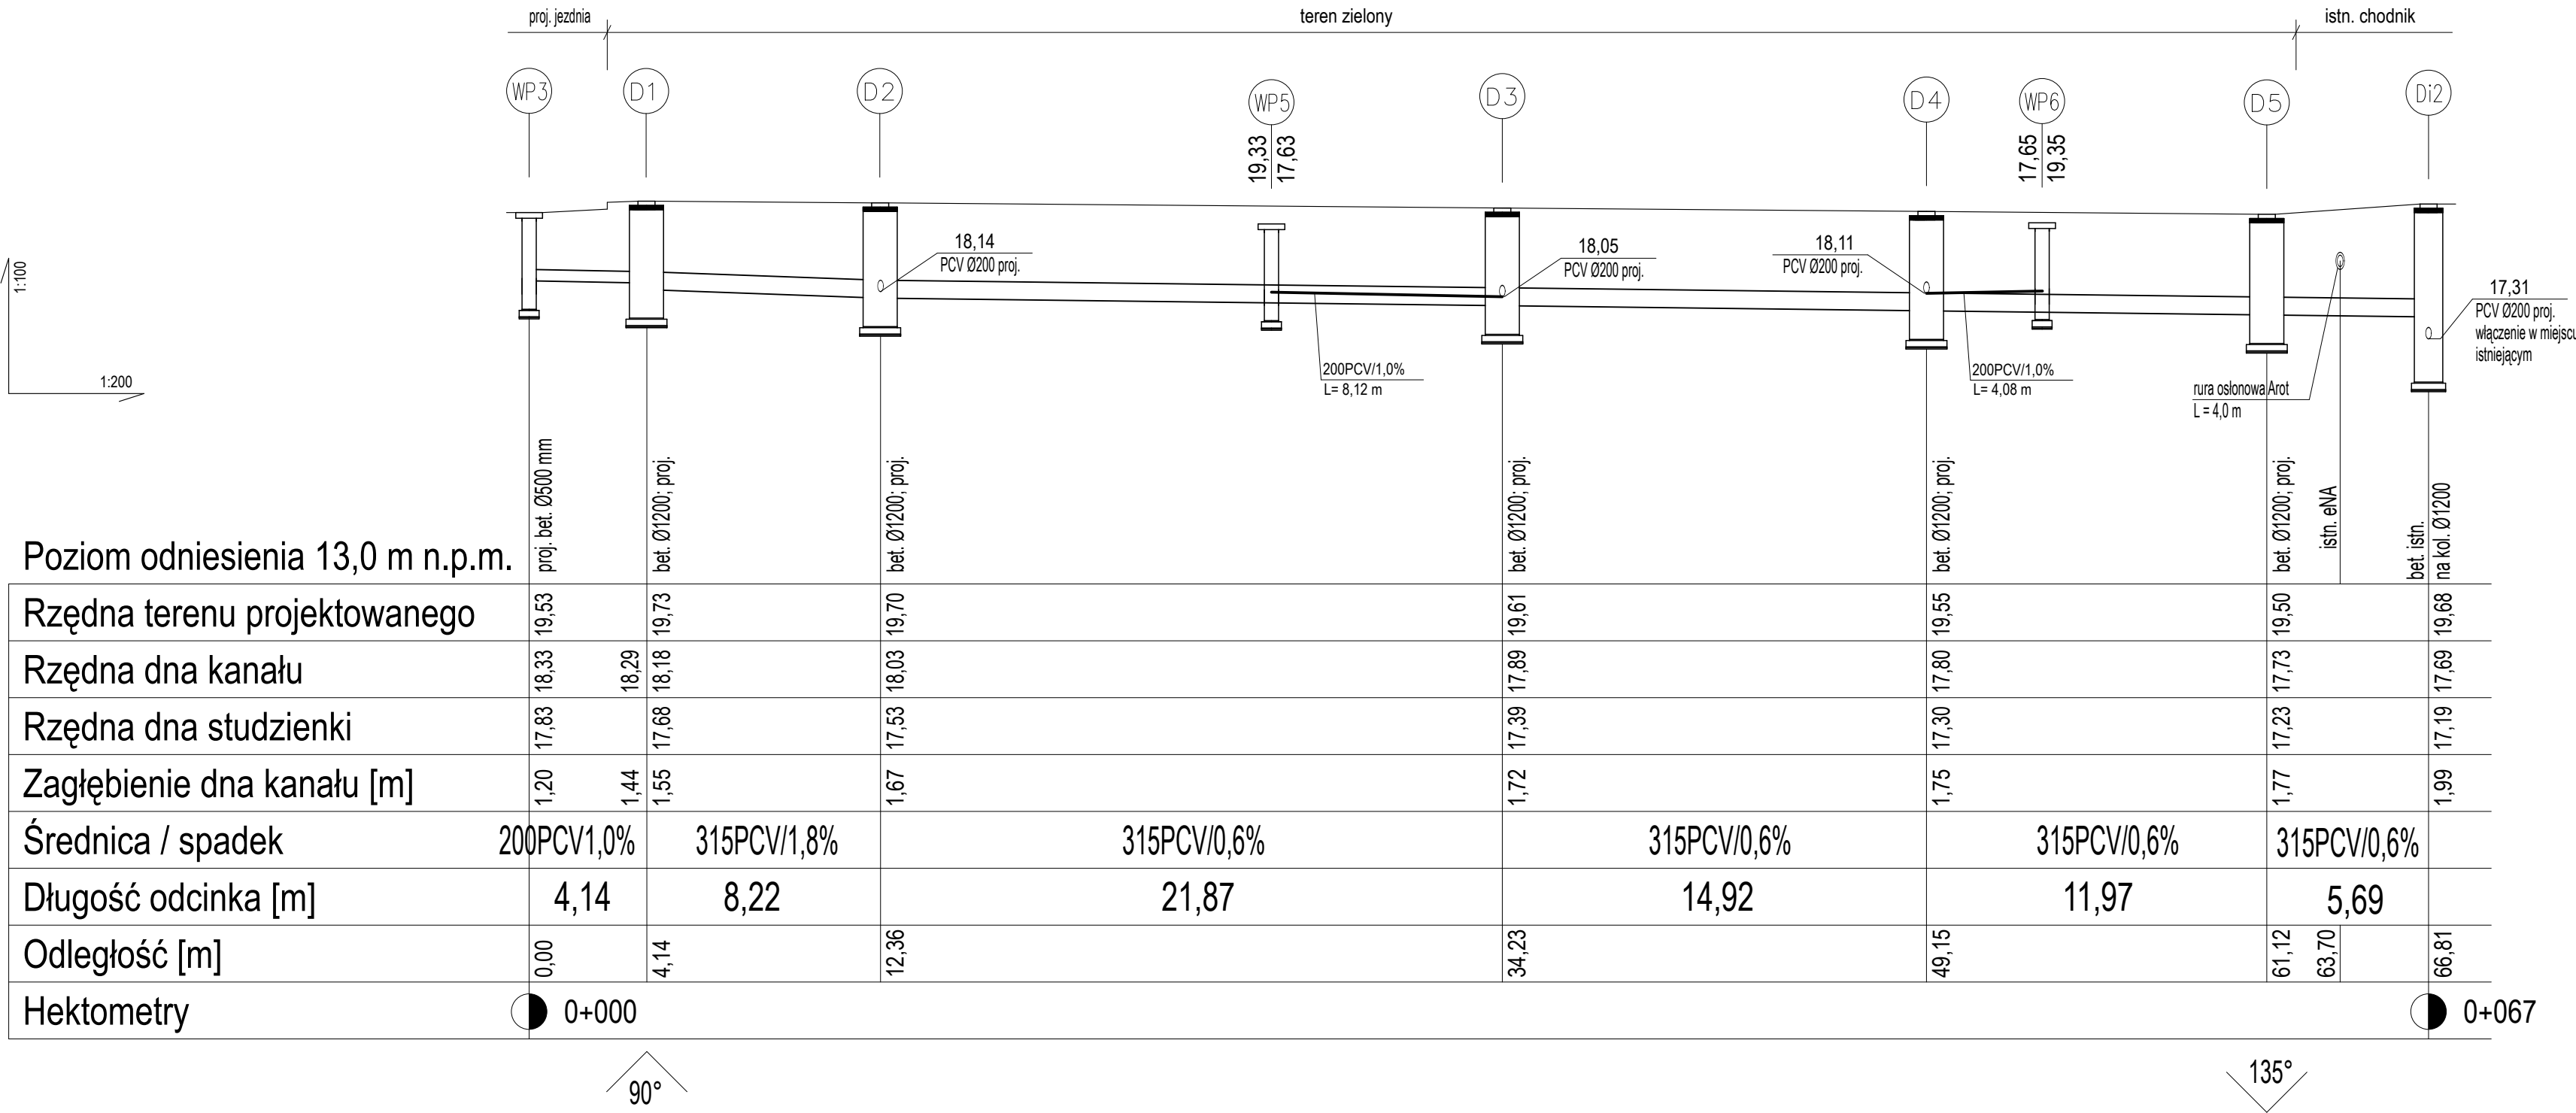 proj. jezdnia
teren zielony
istn. chodnik
WP3
D1
D2
WP5
D3
D4
WP6
D5
Di2
19,33
17,63
17,65
19,35
1:100
1:200
18,14
PCV Ø200 proj.
18,05
PCV Ø200 proj.
18,11
PCV Ø200 proj.
17,31
PCV Ø200 proj.
włączenie w miejscu
istniejącym
200PCV/1,0%
L= 8,12 m
200PCV/1,0%
L= 4,08 m
rura osłonowa Arot
L = 4,0 m
proj. bet. Ø500 mm
bet. Ø1200; proj.
bet. Ø1200; proj.
bet. Ø1200; proj.
bet. Ø1200; proj.
bet. Ø1200; proj.
istn. eNA
bet. istn.
na kol. Ø1200
Poziom odniesienia 13,0 m n.p.m.
Rzędna terenu projektowanego 19,53 19,73 19,70 19,61 19,55 19,50 19,68
Rzędna dna kanału 18,33 18,29 18,18 18,03 17,89 17,80 17,73 17,69
Rzędna dna studzienki 17,83 17,68 17,53 17,39 17,30 17,23 17,19
Zagłębienie dna kanału [m] 1,20 1,44 1,55 1,67 1,72 1,75 1,77 1,99
Średnica / spadek 200PCV1,0% 315PCV/1,8% 315PCV/0,6% 315PCV/0,6% 315PCV/0,6% 315PCV/0,6%
Długość odcinka [m] 4,14 8,22 21,87 14,92 11,97 5,69
Odległość [m] 0,00 4,14 12,36 34,23 49,15 61,12 63,70 66,81
Hektometry 0+000 0+067
90°
135°